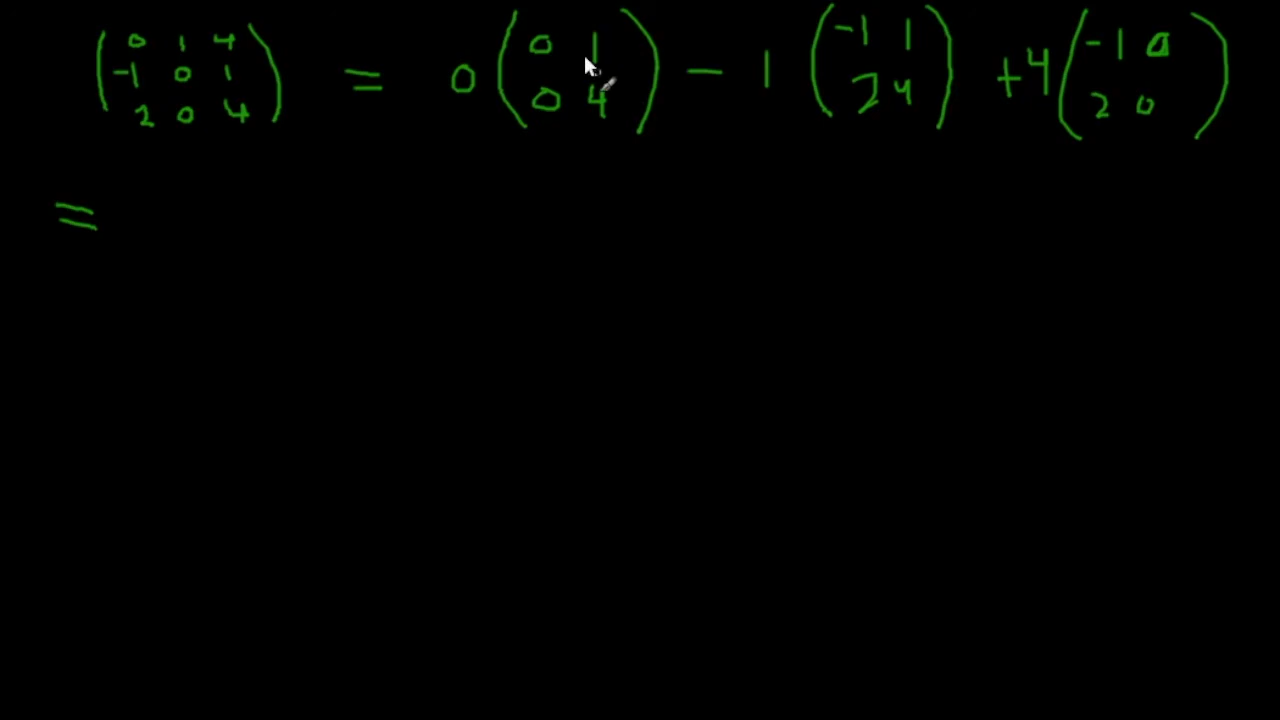 ( 0 1 4 ) = 0 ( 0 1 ) - 1 ( -1 1 ) +4 ( -1 0 )
-1 0 1
2 0 4 0 4 2 4 2 0
=